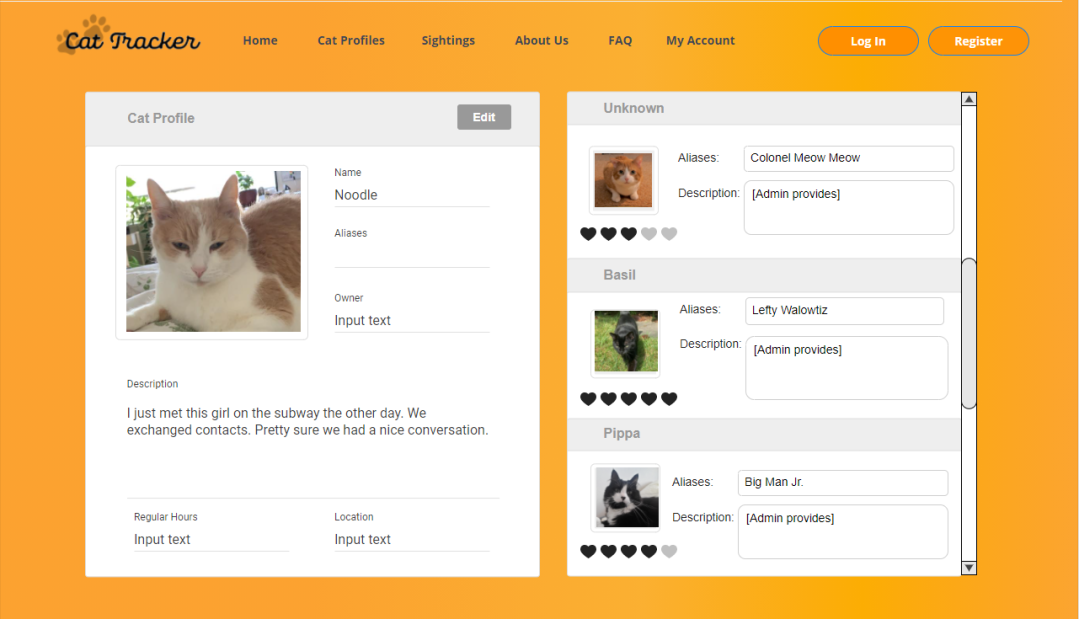 Cat Tracker
Home
Cat Profiles
Sightings
About Us
FAQ
My Account
Log In
Register
Cat Profile
Edit
Name
Noodle
Aliases
Owner
Input text
Description
I just met this girl on the subway the other day. We
exchanged contacts. Pretty sure we had a nice conversation.
Regular Hours
Location
Input text
Input text
Unknown
Aliases:
Colonel Meow Meow
Description:
[Admin provides]
Basil
Aliases:
Lefty Walowtiz
Description:
[Admin provides]
Pippa
Aliases:
Big Man Jr.
Description:
[Admin provides]